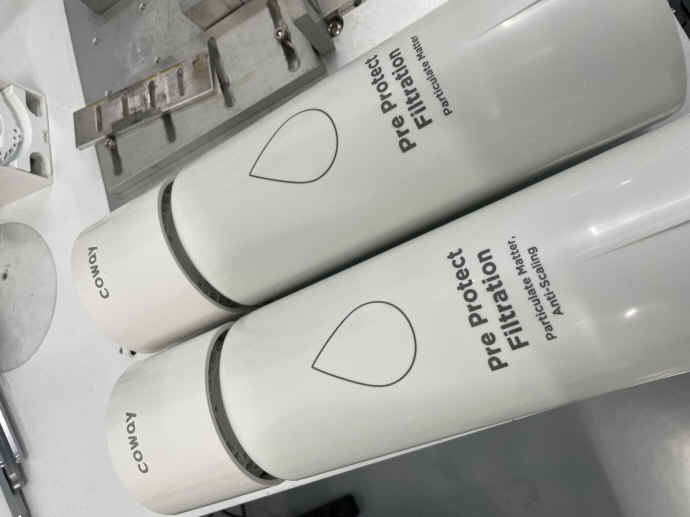 coway
Pre Protect
Filtration
Particulate Matter
coway
Pre Protect
Filtration
Particulate Matter,
Anti-Scaling